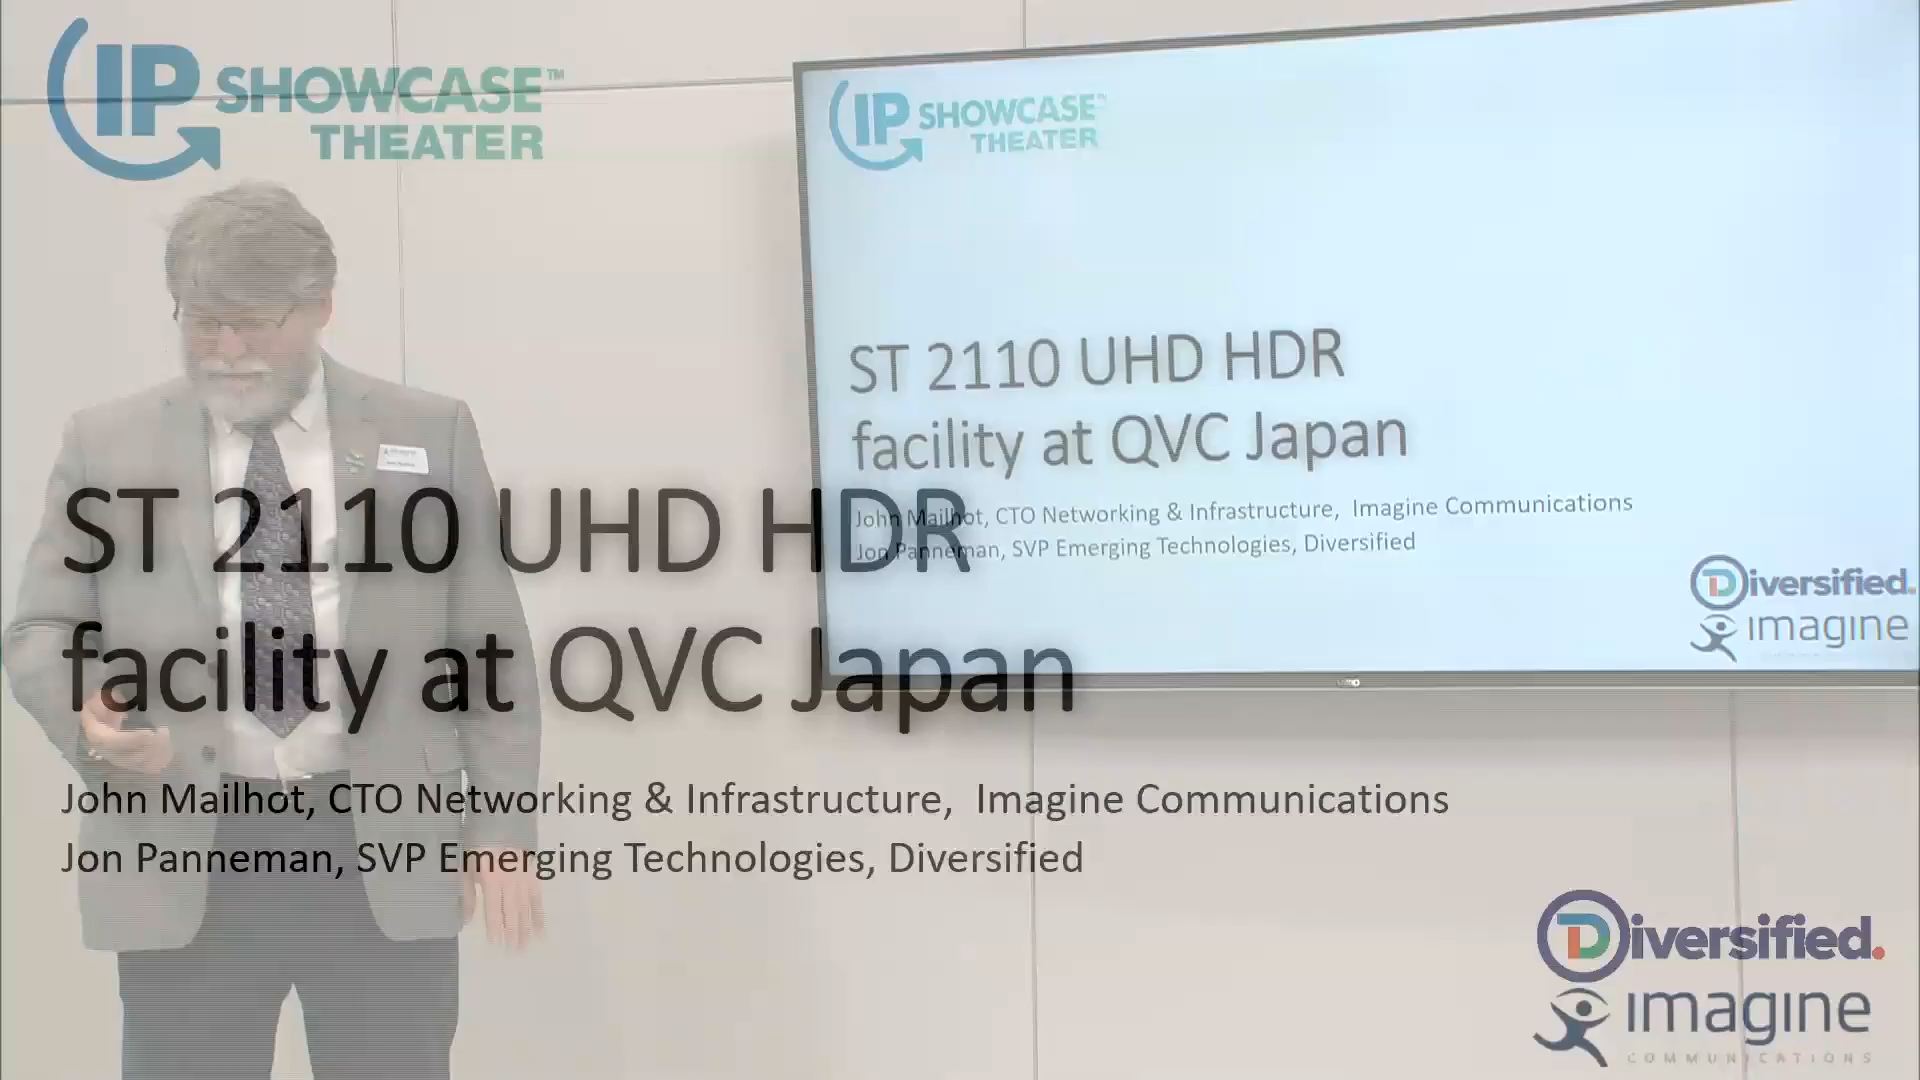 IP SHOWCASE™
THEATER
IP SHOWCASE™
THEATER
ST 2110 UHD HDR
facility at QVC Japan
John Mailhot, CTO Networking & Infrastructure, Imagine Communications
Jon Panneman, SVP Emerging Technologies, Diversified
Diversified.
imagine
ST 2110 UHD HDR
facility at QVC Japan
John Mailhot, CTO Networking & Infrastructure, Imagine Communications
Jon Panneman, SVP Emerging Technologies, Diversified
Diversified.
imagine
COMMUNICATIONS